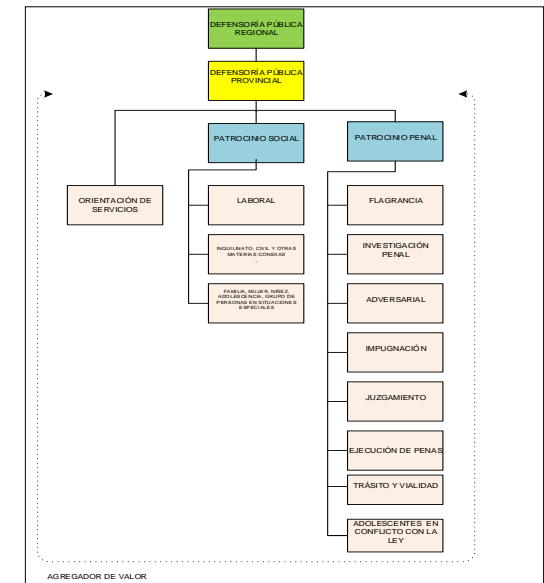 DEFENSORÍA PÚBLICA
REGIONAL
DEFENSORÍA PÚBLICA
PROVINCIAL
PATROCINIO SOCIAL
PATROCINIO PENAL
ORIENTACIÓN DE
SERVICIOS
LABORAL
FLAGRANCIA
INQUILINATO, CIVIL Y OTRAS
MATERIAS CONEXAS
.
INVESTIGACIÓN
PENAL
FAMILIA, MUJER, NIÑEZ,
ADOLESCENCIA, GRUPO DE
PERSONAS EN SITUACIONES
ESPECIALES
ADVERSARIAL
IMPUGNACIÓN
JUZGAMIENTO
EJECUCIÓN DE PENAS
TRÁSITO Y VIALIDAD
ADOLESCENTES EN
CONFLICTO CON LA
LEY
AGREGADOR DE VALOR